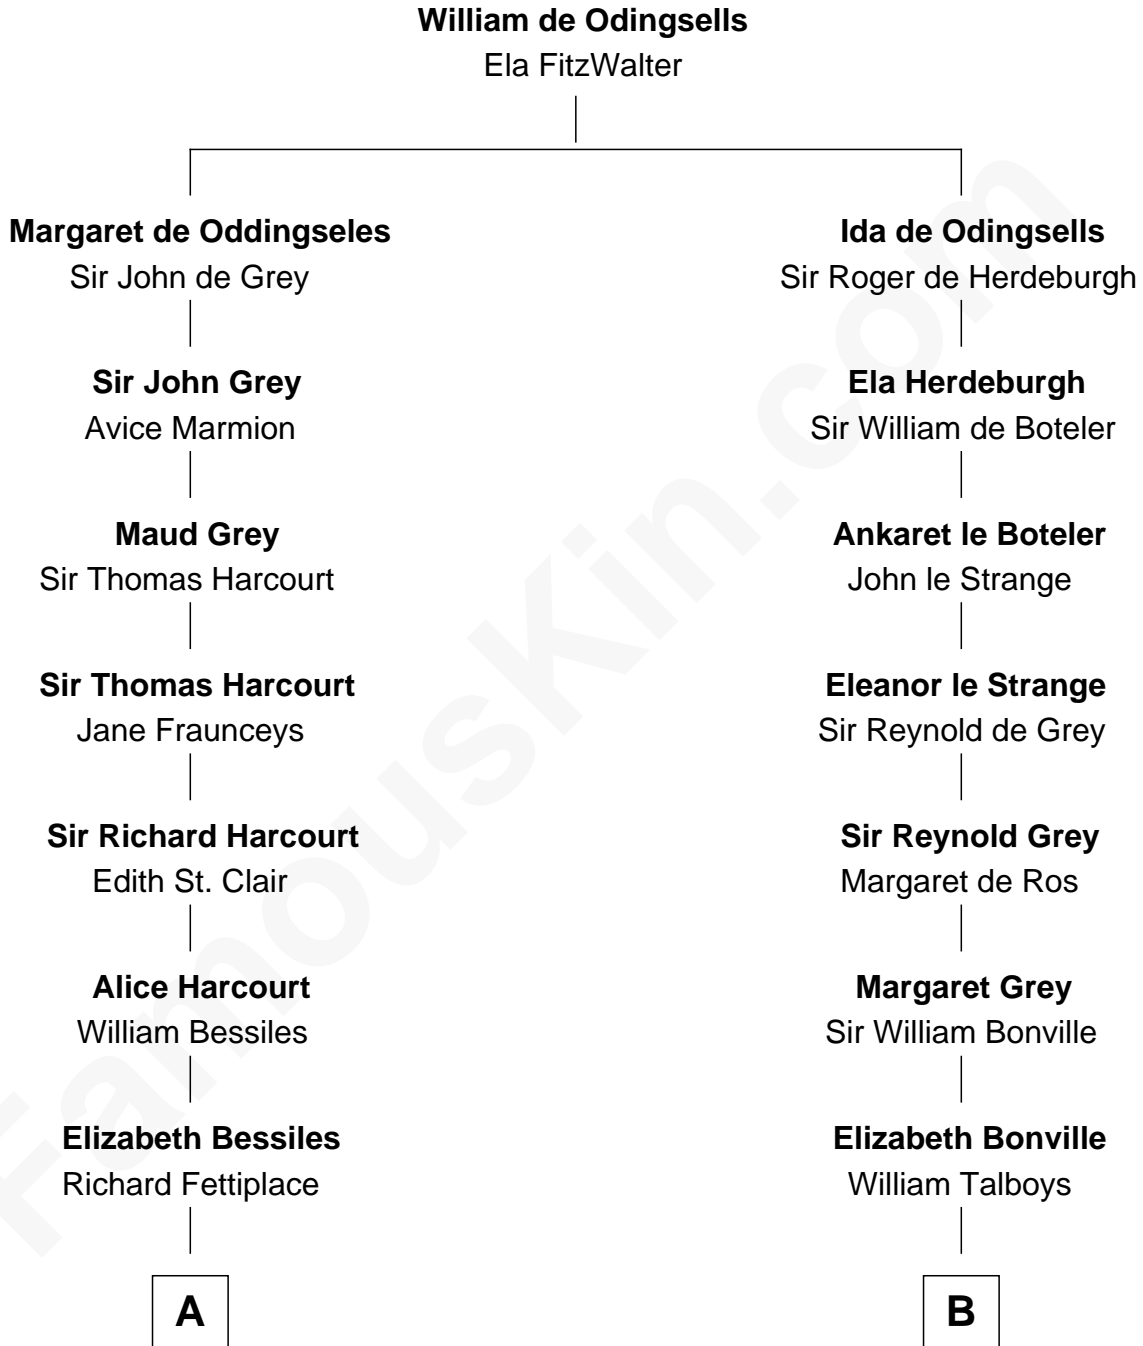 William de Odingsells
Ela FitzWalter
Margaret de Oddingseles
Sir John de Grey
Sir John Grey
Avice Marmion
Maud Grey
Sir Thomas Harcourt
Sir Thomas Harcourt
Jane Fraunceys
Sir Richard Harcourt
Edith St. Clair
Alice Harcourt
William Bessiles
Elizabeth Bessiles
Richard Fettiplace
A
Ida de Odingsells
Sir Roger de Herdeburgh
Ela Herdeburgh
Sir William de Boteler
Ankaret le Boteler
John le Strange
Eleanor le Strange
Sir Reynold de Grey
Sir Reynold Grey
Margaret de Ros
Margaret Grey
Sir William Bonville
Elizabeth Bonville
William Talboys
B
FamousKin.com